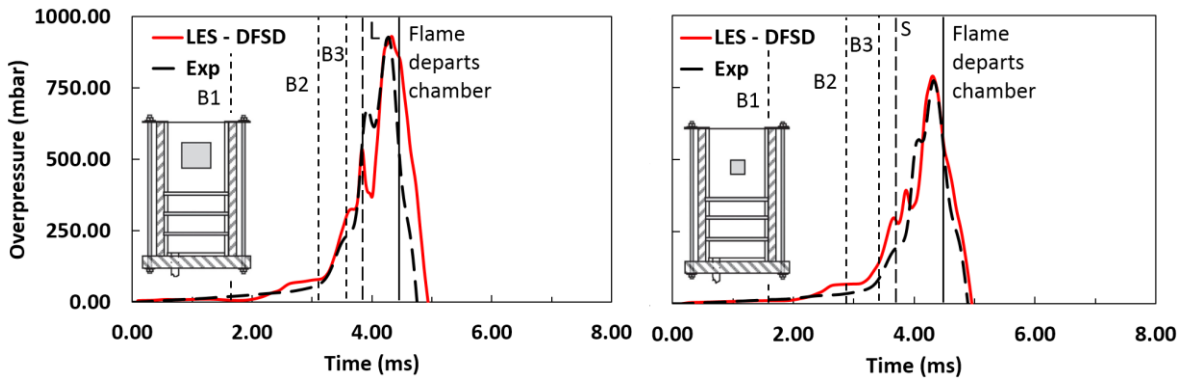 1000.00
750.00
500.00
250.00
0.00
Overpressure (mbar)
LES - DFSD
Exp
B1
B2
B3
L
Flame
departs
chamber
0.00 2.00 4.00 6.00 8.00
Time (ms)
LES - DFSD
Exp
B1
B2
B3
S
Flame
departs
chamber
0.00 2.00 4.00 6.00 8.00
Time (ms)